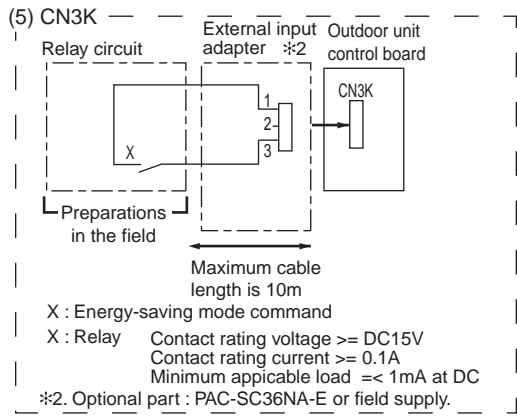 (5) CN3K
Relay circuit
External input
adapter ✻2
Outdoor unit
control board
CN3K
1
2
3
X
Preparations
in the field
Maximum cable
length is 10m
X : Energy-saving mode command
X : Relay Contact rating voltage >= DC15V
Contact rating current >= 0.1A
Minimum appicable load =< 1mA at DC
✻2. Optional part : PAC-SC36NA-E or field supply.